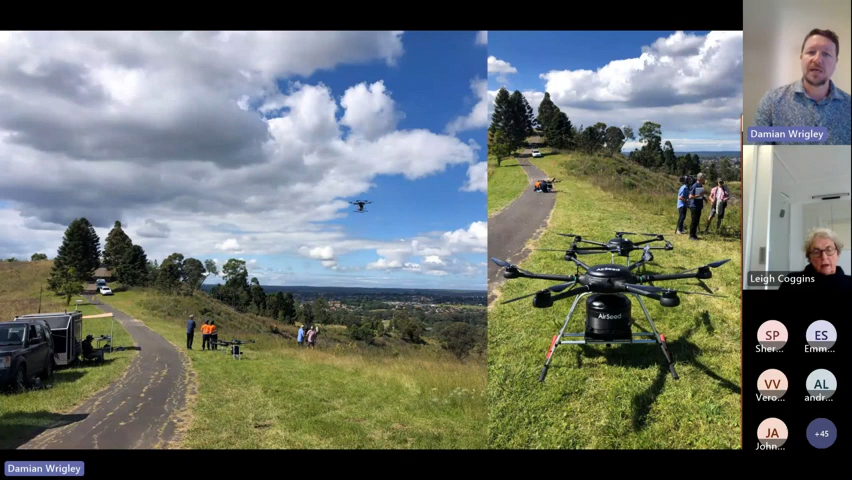 Damian Wrigley
Leigh Coggins
AirSeed
SP
ES
Sher...
Emm...
VV
AL
Vero...
andr...
JA
+45
John...
Damian Wrigley